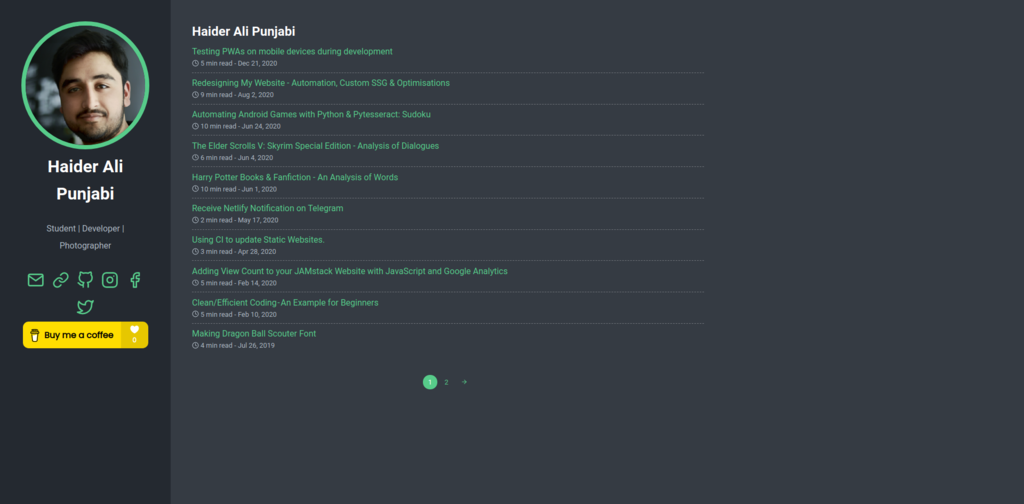 Haider Ali
Punjabi
Student | Developer |
Photographer
Buy me a coffee
0
Haider Ali Punjabi
Testing PWAs on mobile devices during development
5 min read - Dec 21, 2020
Redesigning My Website - Automation, Custom SSG & Optimisations
9 min read - Aug 2, 2020
Automating Android Games with Python & Pytesseract: Sudoku
10 min read - Jun 24, 2020
The Elder Scrolls V: Skyrim Special Edition - Analysis of Dialogues
6 min read - Jun 4, 2020
Harry Potter Books & Fanfiction - An Analysis of Words
10 min read - Jun 1, 2020
Receive Netlify Notification on Telegram
2 min read - May 17, 2020
Using CI to update Static Websites.
3 min read - Apr 28, 2020
Adding View Count to your JAMstack Website with JavaScript and Google Analytics
5 min read - Feb 14, 2020
Clean/Efficient Coding-An Example for Beginners
5 min read - Feb 10, 2020
Making Dragon Ball Scouter Font
4 min read - Jul 26, 2019
1 2 →